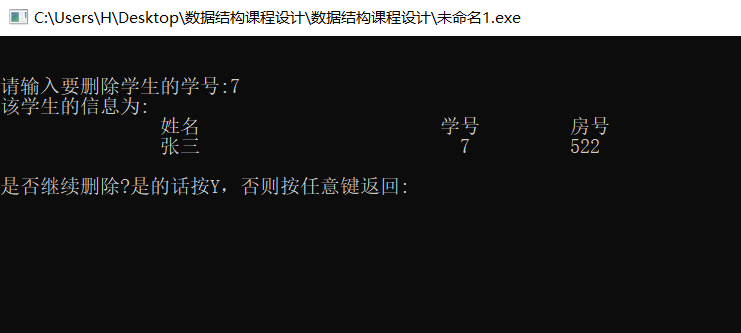 C:\Users\H\Desktop\数据结构课程设计\数据结构课程设计\未命名1.exe
请输入要删除学生的学号:7
该学生的信息为:
姓名 学号 房号
张三 7 522
是否继续删除?是的话按Y，否则按任意键返回: